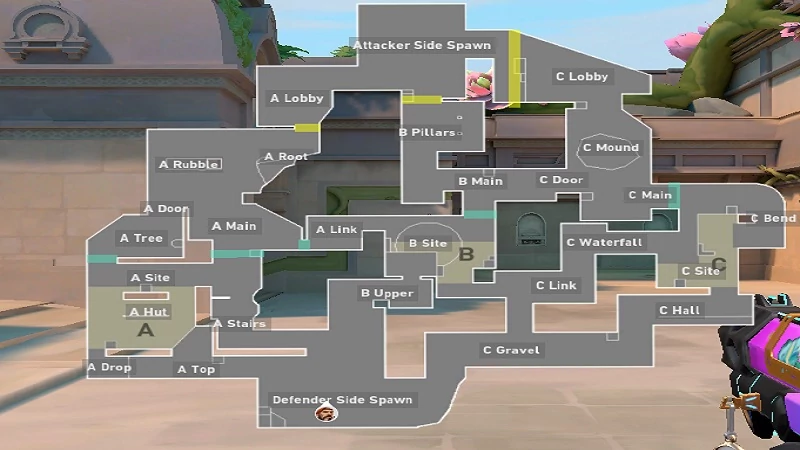 Attacker Side Spawn
C Lobby
A Lobby
B Pillars
C Mound
A Rubble
A Root
B Main
C Door
C Main
A Door
C Bend
A Tree
A Main
A Link
B Site
C Waterfall
B
C
A Site
C Site
C Link
B Upper
A Hut
C Hall
A
A Stairs
C Gravel
A Drop
A Top
Defender Side Spawn